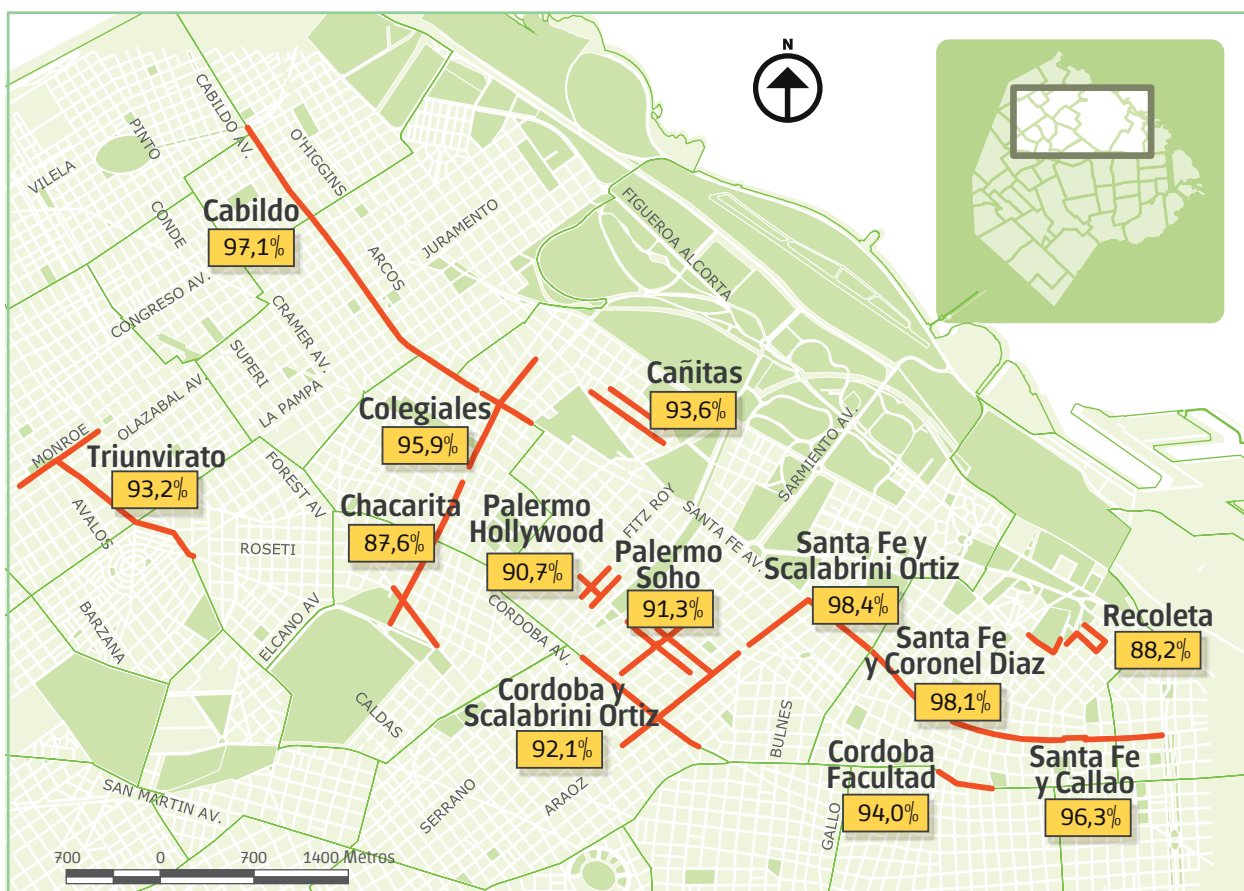 N
CABILDO AV.
O'HIGGINS
PINTO
VILELA
CONDE
Cabildo
97,1%
JURAMENTO
ARCOS
FIGUEROA ALCORTA
CONGRESO AV.
CRAMER AV.
SUPERI
LA PAMPA
OLAZABAL AV.
MONROE
Cañitas
93,6%
Colegiales
95,9%
SARMIENTO AV.
Triunvirato
93,2%
FOREST AV
AVALOS
ROSETI
Chacarita
87,6%
Palermo
Hollywood
90,7%
FITZ ROY
SANTA FE AV.
Palermo
Soho
91,3%
Santa Fe y
Scalabrini Ortiz
98,4%
Recoleta
88,2%
BARZANA
ELCANO AV
CORDOBA AV.
Santa Fe
y Coronel Diaz
98,1%
CALDAS
Cordoba y
Scalabrini Ortiz
92,1%
BULNES
Cordoba
Facultad
94,0%
Santa Fe
y Callao
96,3%
SAN MARTIN AV.
SERRANO
ARAOZ
GALLO
700 0 700 1400 Metros